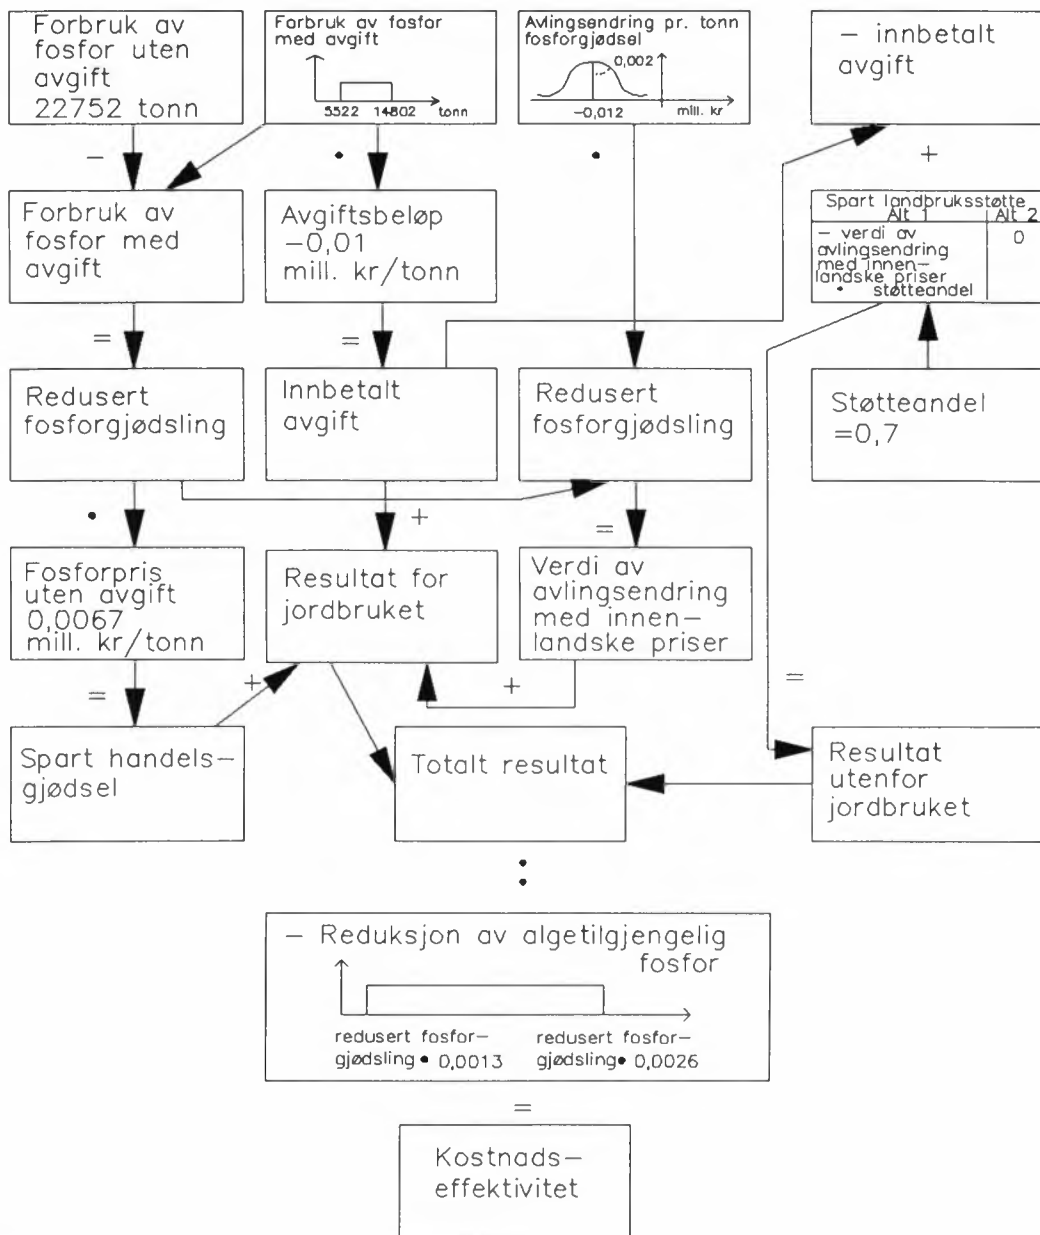 Forbruk av
fosfor uten
avgift
22752 tonn
Forbruk av fosfor
med avgift
5522 14802 tonn
Avlingsendring pr. tonn
fosforgjødsel
0,002
-0,012 mill. kr
- innbetalt
avgift
-
•
•
+
Forbruk av
fosfor med
avgift
Avgiftsbeløp
-0,01
mill. kr/tonn
Spart landbruksstøtte
Alt 1 Alt 2
- verdi av 0
avlingsendring
med innen-
landske priser
• støtteandel
=
=
Redusert
fosforgjødsling
Innbetalt
avgift
Redusert
fosforgjødsling
Støtteandel
=0,7
•
+
=
Fosforpris
uten avgift
0,0067
mill. kr/tonn
Resultat for
jordbruket
Verdi av
avlingsendring
med innen-
landske priser
=
+
+
=
Spart handels-
gjødsel
Totalt resultat
Resultat
utenfor
jordbruket
:
- Reduksjon av algetilgjengelig
fosfor
redusert fosfor-
gjødsling • 0,0013
redusert fosfor-
gjødsling • 0,0026
=
Kostnads-
effektivitet